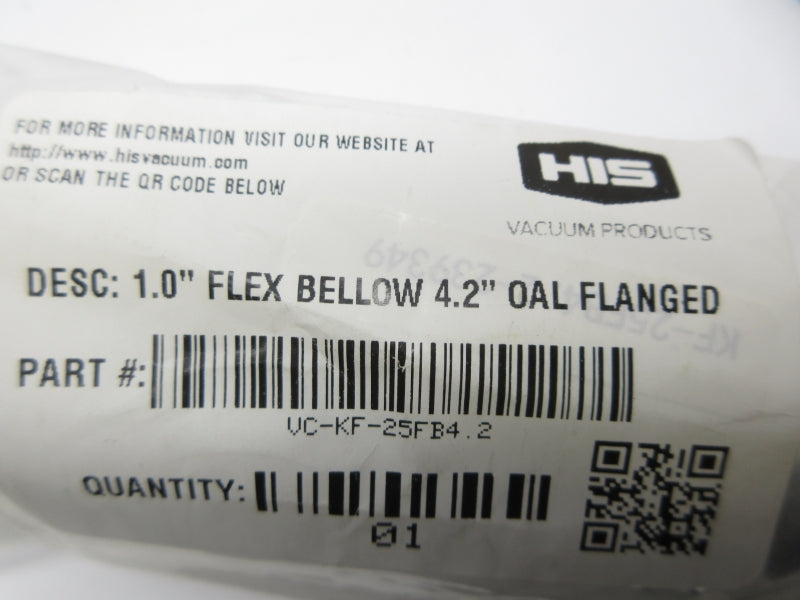 FOR MORE INFORMATION VISIT OUR WEBSITE AT
http://www.hisvacuum.com
OR SCAN THE QR CODE BELOW
HIS
VACUUM PRODUCTS
DESC: 1.0" FLEX BELLOW 4.2" OAL FLANGED
PART #:
VC-KF-25FB4.2
QUANTITY:
01
239349